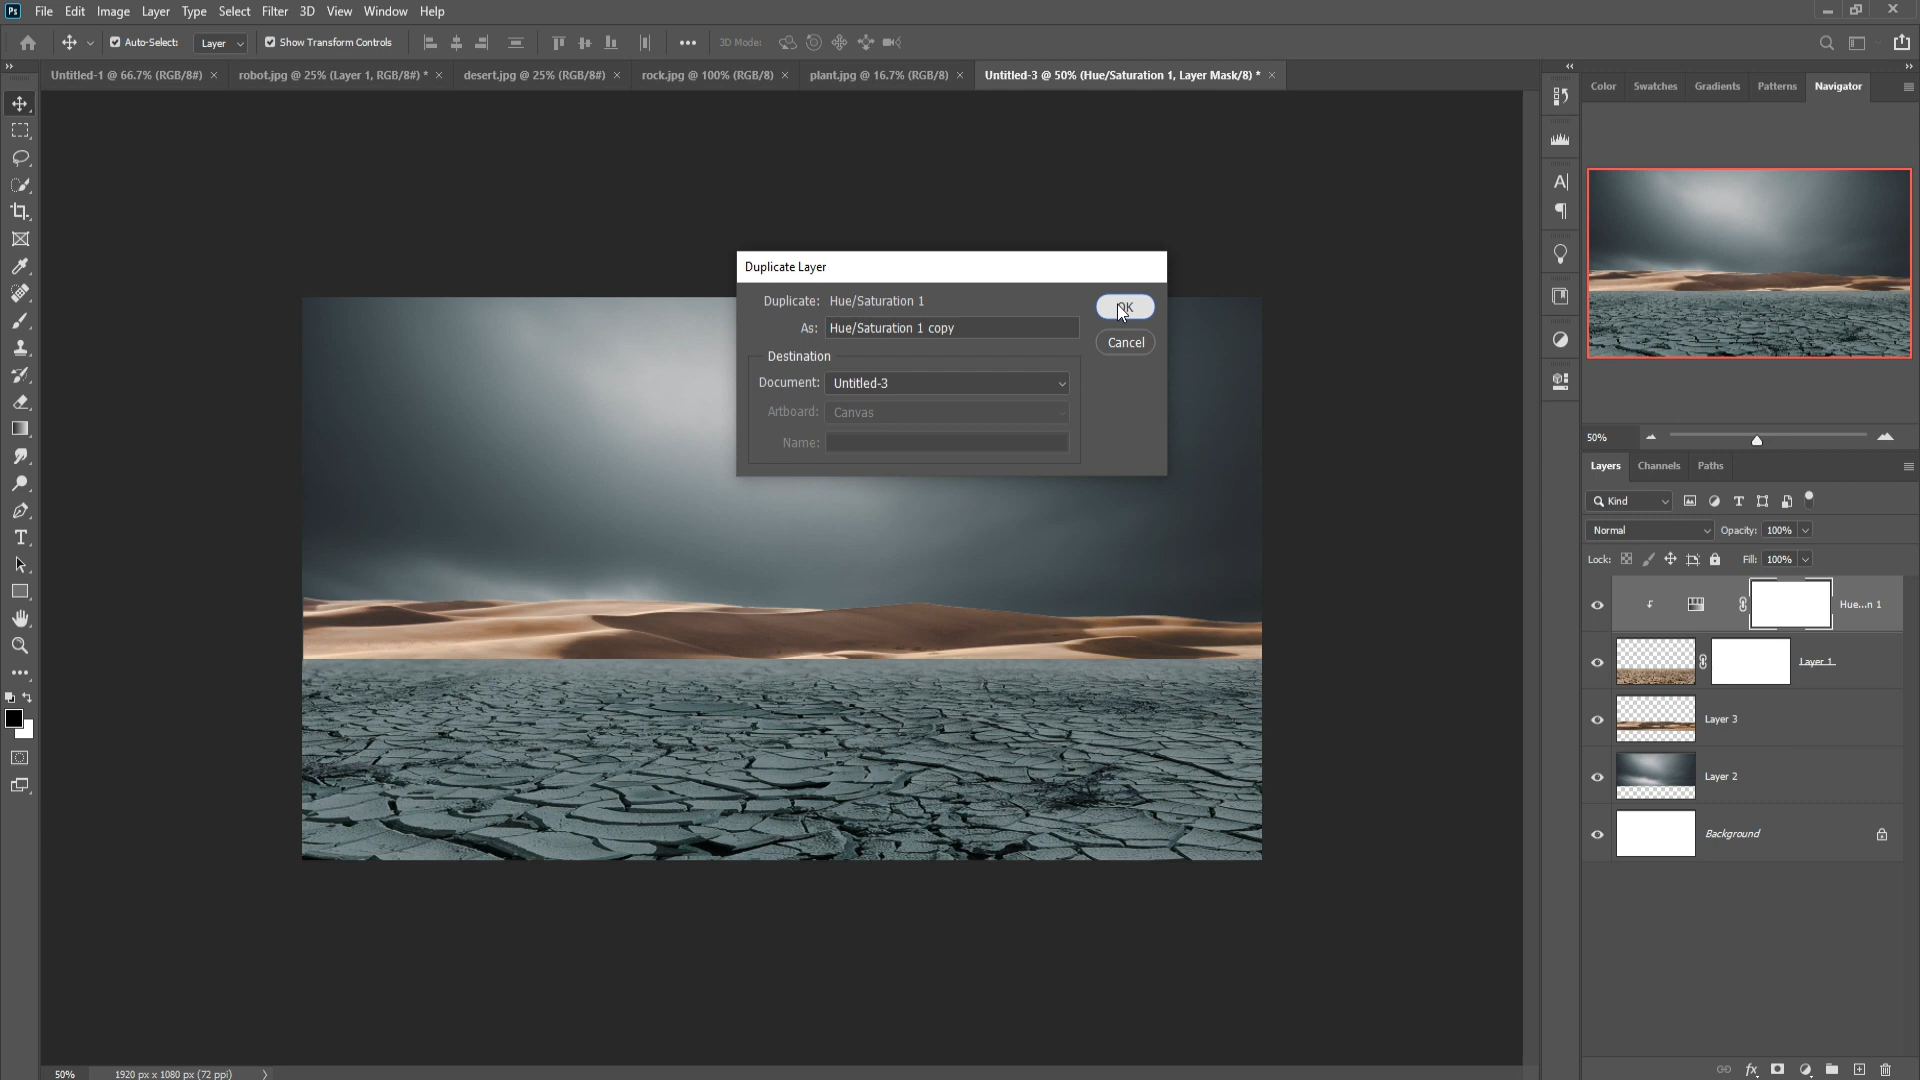 Ps File Edit Image Layer Type Select Filter 3D View Window Help
Auto-Select: Layer Show Transform Controls 3D Mode:
Untitled-1 @ 66.7% (RGB/8#) × robot.jpg @ 25% (Layer 1, RGB/8#) * × desert.jpg @ 25% (RGB/8#) × rock.jpg @ 100% (RGB/8) × plant.jpg @ 16.7% (RGB/8) × Untitled-3 @ 50% (Hue/Saturation 1, Layer Mask/8) * ×
Color Swatches Gradients Patterns Navigator
Duplicate Layer
Duplicate: Hue/Saturation 1
OK
As: Hue/Saturation 1 copy
Cancel
Destination
Document: Untitled-3
Artboard: Canvas
Name:
50%
Layers Channels Paths
Kind
Normal Opacity: 100%
Lock: Fill: 100%
Hue...n 1
Layer 1
Layer 3
Layer 2
Background
50% 1920 px x 1080 px (72 ppi)